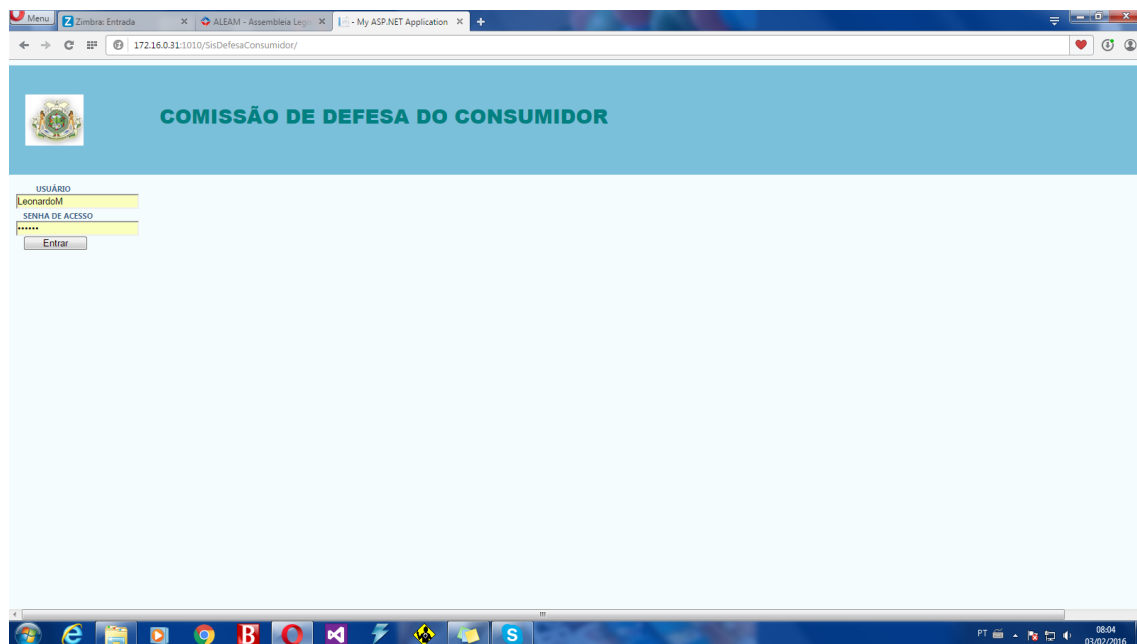 Menu
Zimbra: Entrada
ALEAM - Assembleia Legi
- My ASP.NET Application
172.16.0.31:1010/SisDefesaConsumidor/
COMISSÃO DE DEFESA DO CONSUMIDOR
USUÁRIO
LeonardoM
SENHA DE ACESSO
••••••
Entrar
PT
08:04
03/02/2016